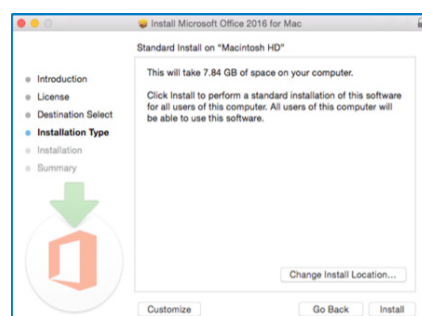 Install Microsoft Office 2016 for Mac
Standard Install on "Macintosh HD"
Introduction
License
Destination Select
Installation Type
Installation
Summary
This will take 7.84 GB of space on your computer.
Click Install to perform a standard installation of this software
for all users of this computer. All users of this computer will
be able to use this software.
Change Install Location...
Customize
Go Back
Install